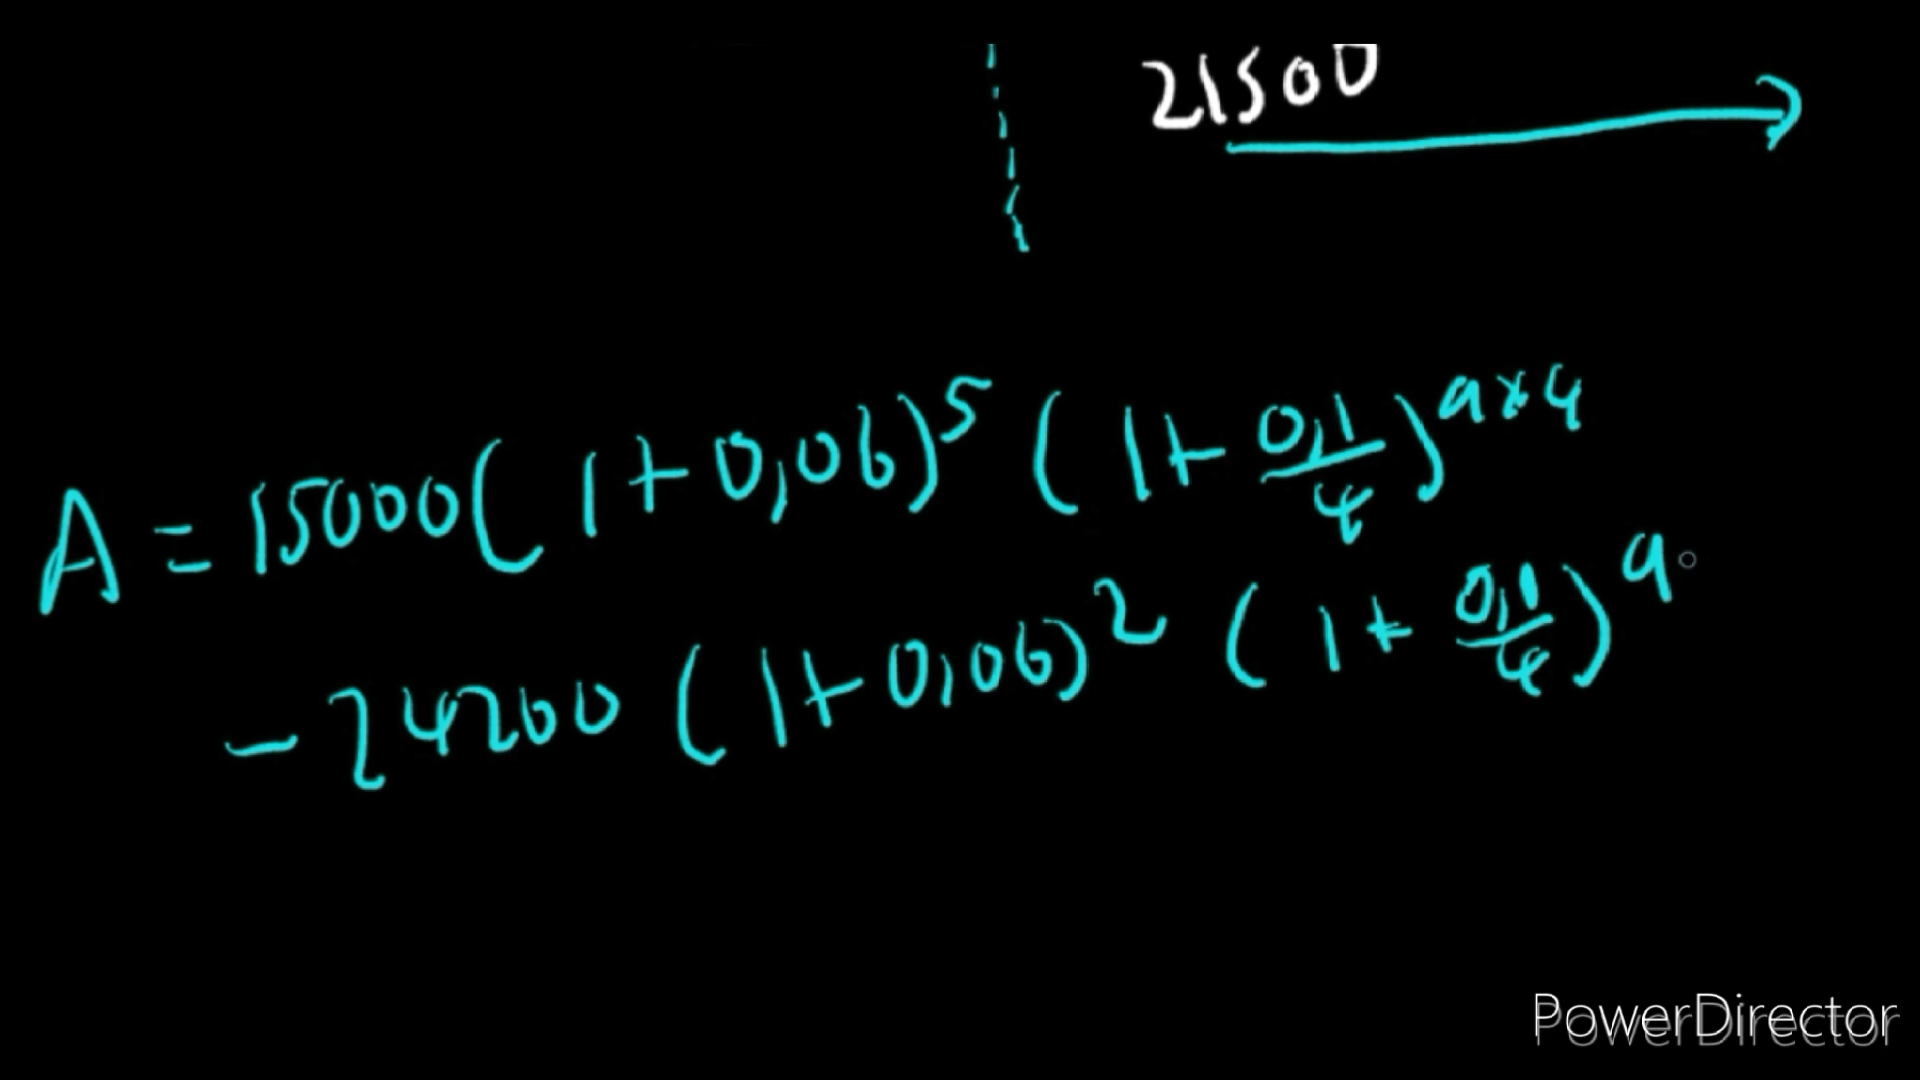 21500
A = 15000(1+0,06)^5 (1+0,1/4)^9×4
-24200 (1+0,06)^2 (1+0,1/4)^9
PowerDirector